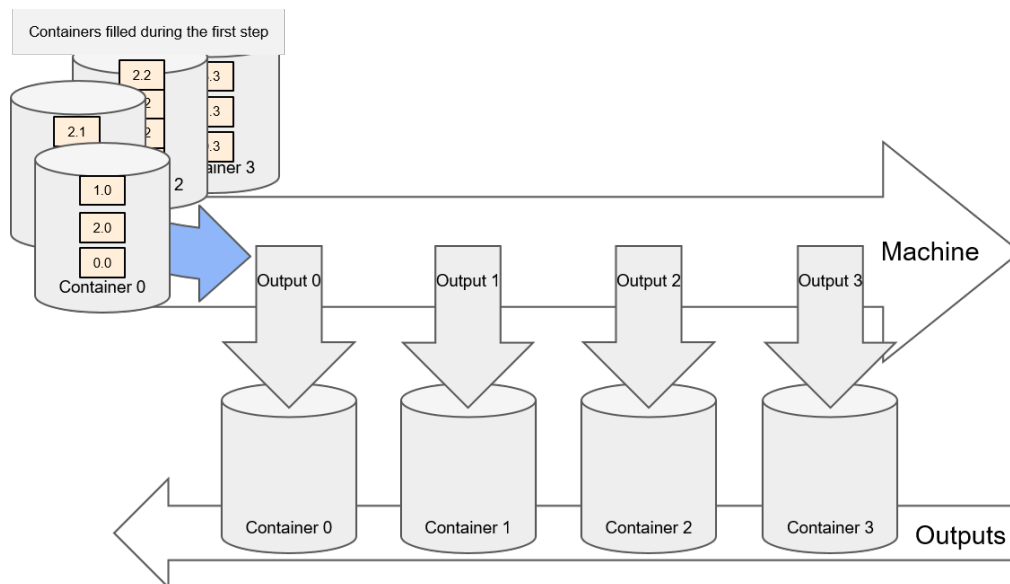 Containers filled during the first step
2.2
.3
2
.3
2.1
2
.3
ainer 3
2
1.0
2.0
0.0
Container 0
Machine
Output 0
Output 1
Output 2
Output 3
Container 0
Container 1
Container 2
Container 3
Outputs